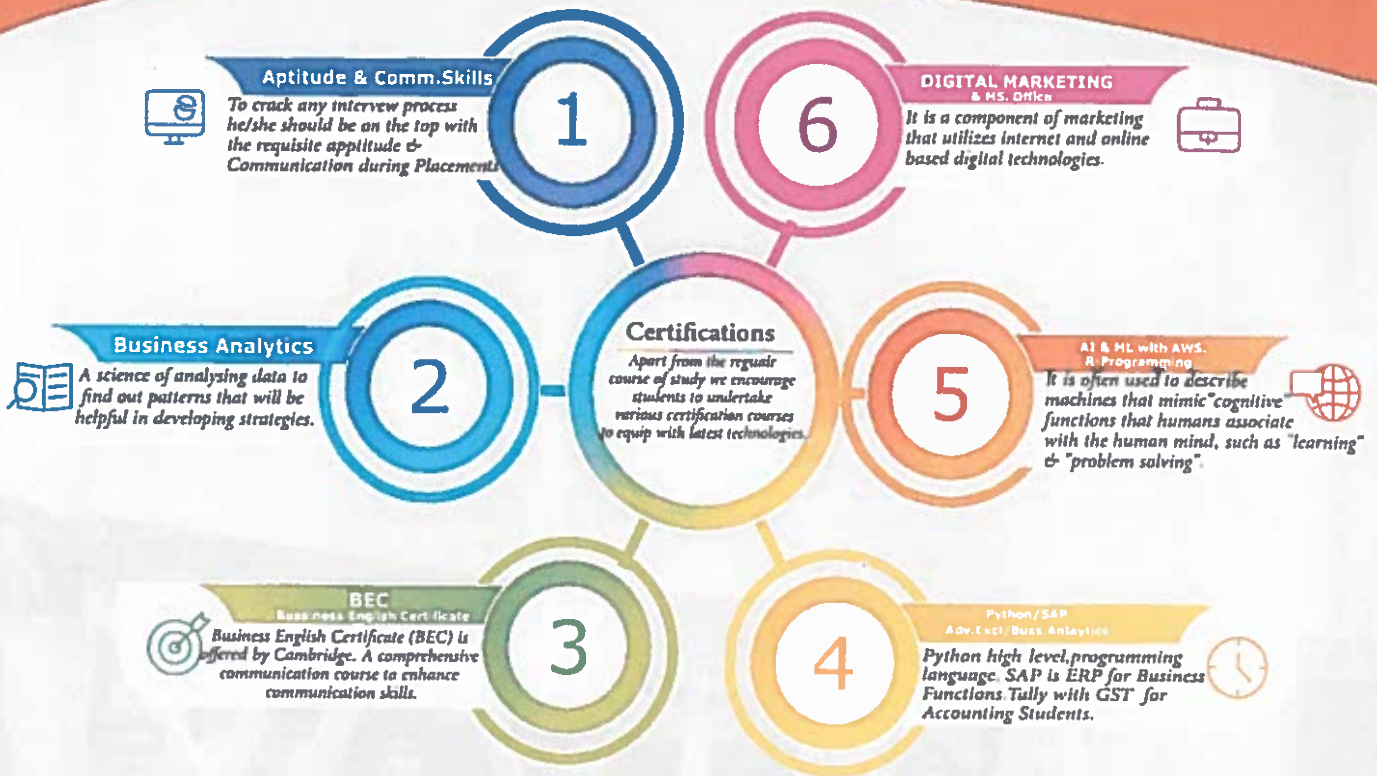 Aptitude & Comm.Skills
To crack any intervew process
he/she should be on the top with
the requisite apptitude &
Communication during Placements
1
6
DIGITAL MARKETING
& MS. Office
It is a component of marketing
that utilizes internet and online
based digital technologies.
Business Analytics
A science of analysing data to
find out patterns that will be
helpful in developing strategies.
2
Certifications
Apart from the regualr
course of study we encourage
students to undertake
various certification courses
to equip with latest technologies.
5
AI & ML with AWS.
R-Programming
It is often used to describe
machines that mimic "cognitive"
functions that humans associate
with the human mind, such as "learning"
& "problem solving".
BEC
Bussiness English Certificate
Business English Certificate (BEC) is
offered by Cambridge. A comprehensive
communication course to enhance
communication skills.
3
4
Python/SAP
Adv.Excl/Buss.Anlaytics
Python high level,programming
language. SAP is ERP for Business
Functions.Tully with GST for
Accounting Students.